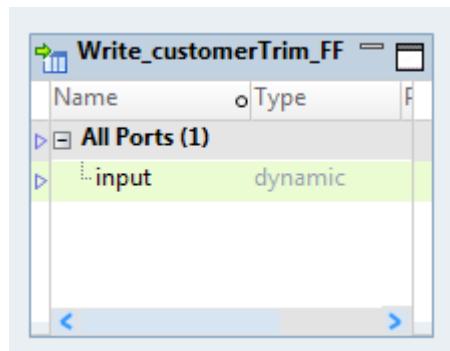 Write_customerTrim_FF
Name Type
All Ports (1)
input dynamic